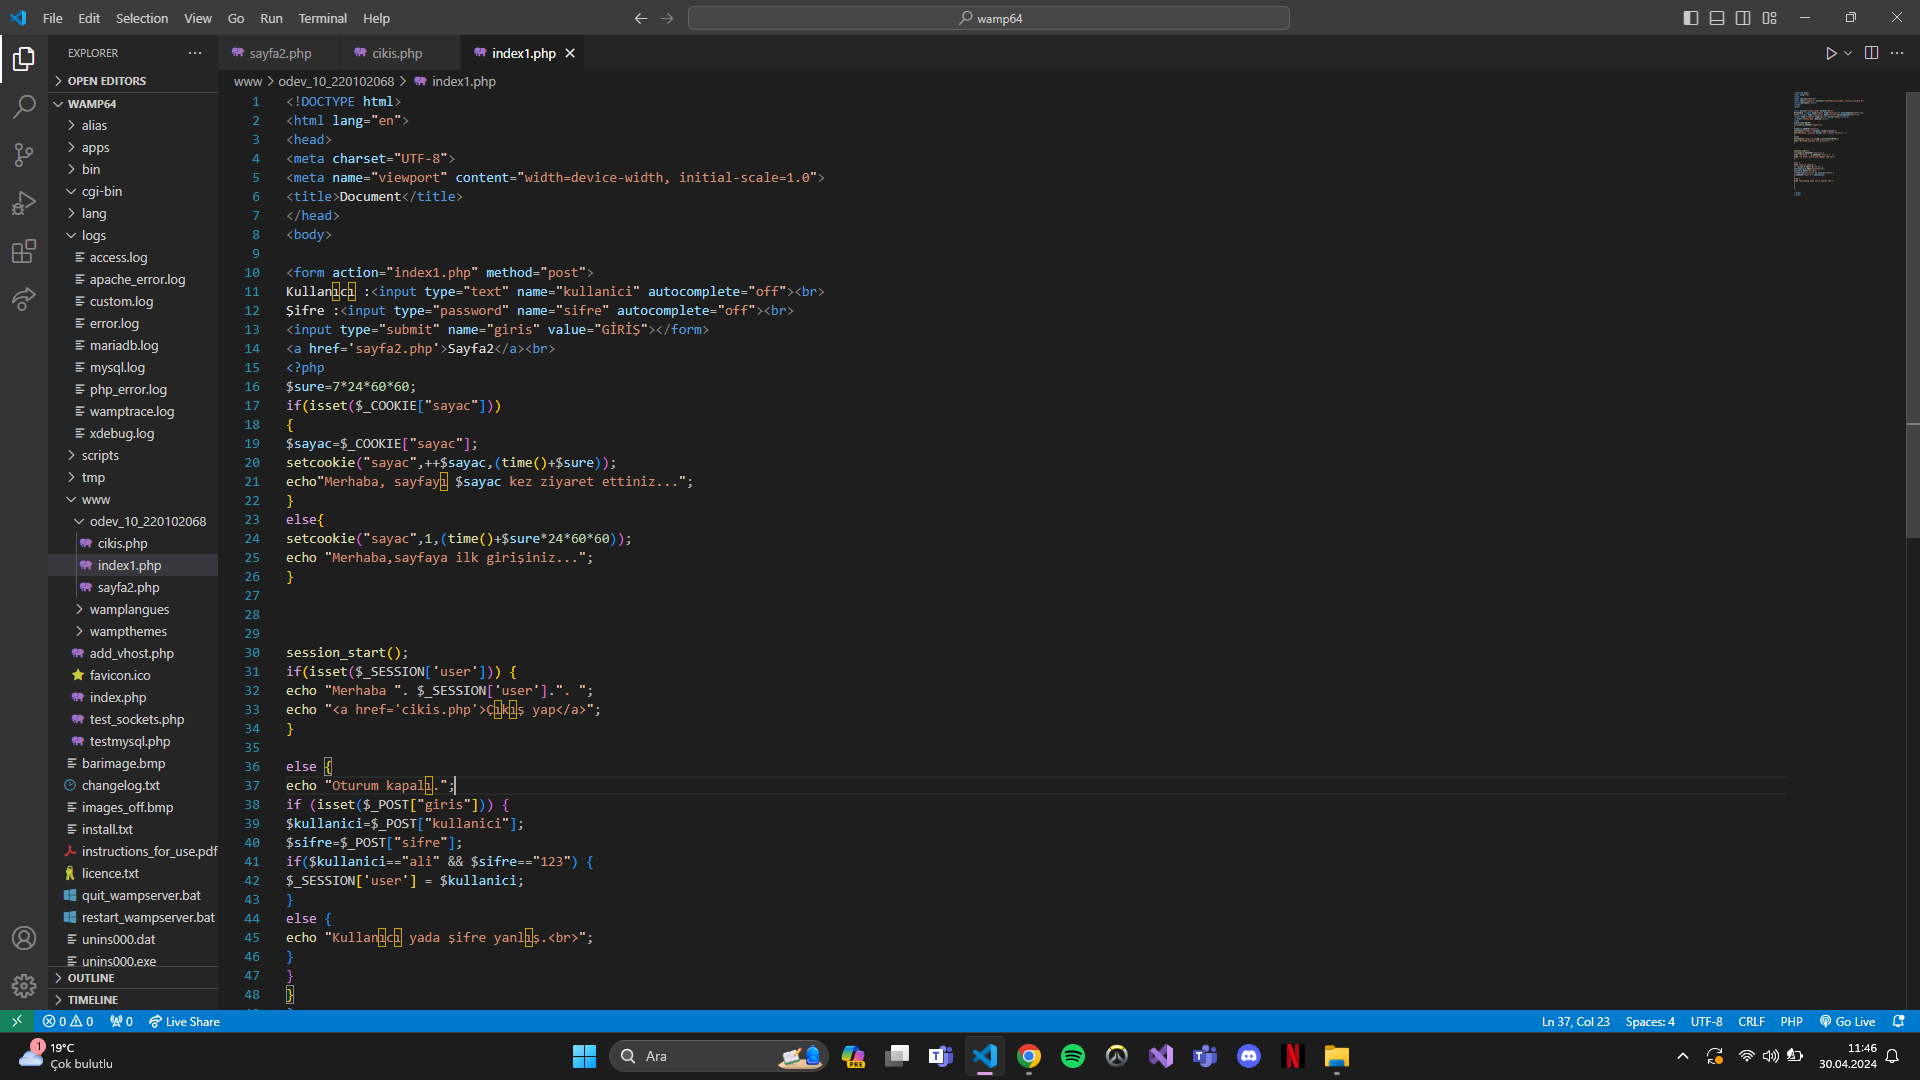 File Edit Selection View Go Run Terminal Help
wamp64
EXPLORER
OPEN EDITORS
WAMP64
alias
apps
bin
cgi-bin
lang
logs
access.log
apache_error.log
custom.log
error.log
mariadb.log
mysql.log
php_error.log
wamptrace.log
xdebug.log
scripts
tmp
www
odev_10_220102068
cikis.php
index1.php
sayfa2.php
wamplangues
wampthemes
add_vhost.php
favicon.ico
index.php
test_sockets.php
testmysql.php
barimage.bmp
changelog.txt
images_off.bmp
install.txt
instructions_for_use.pdf
licence.txt
quit_wampserver.bat
restart_wampserver.bat
unins000.dat
unins000.exe
OUTLINE
TIMELINE
sayfa2.php cikis.php index1.php
www > odev_10_220102068 > index1.php
1 <!DOCTYPE html>
2 <html lang="en">
3 <head>
4 <meta charset="UTF-8">
5 <meta name="viewport" content="width=device-width, initial-scale=1.0">
6 <title>Document</title>
7 </head>
8 <body>
9
10 <form action="index1.php" method="post">
11 Kullanıcı :<input type="text" name="kullanici" autocomplete="off"><br>
12 Şifre :<input type="password" name="sifre" autocomplete="off"><br>
13 <input type="submit" name="giris" value="GİRİŞ"></form>
14 <a href='sayfa2.php'>Sayfa2</a><br>
15 <?php
16 $sure=7*24*60*60;
17 if(isset($_COOKIE["sayac"]))
18 {
19 $sayac=$_COOKIE["sayac"];
20 setcookie("sayac",++$sayac,(time()+$sure));
21 echo"Merhaba, sayfayı $sayac kez ziyaret ettiniz...";
22 }
23 else{
24 setcookie("sayac",1,(time()+$sure*24*60*60));
25 echo "Merhaba,sayfaya ilk girişiniz...";
26 }
27
28
29
30 session_start();
31 if(isset($_SESSION['user'])) {
32 echo "Merhaba ". $_SESSION['user'].". ";
33 echo "<a href='cikis.php'>Çıkış yap</a>";
34 }
35
36 else {
37 echo "Oturum kapalı.";
38 if (isset($_POST["giris"])) {
39 $kullanici=$_POST["kullanici"];
40 $sifre=$_POST["sifre"];
41 if($kullanici=="ali" && $sifre=="123") {
42 $_SESSION['user'] = $kullanici;
43 }
44 else {
45 echo "Kullanıcı yada şifre yanlış.<br>";
46 }
47 }
48 }
0 0 0 Live Share Ln 37, Col 23 Spaces: 4 UTF-8 CRLF PHP Go Live
1 19°C
Çok bulutlu
Ara
PRE
11:46
30.04.2024